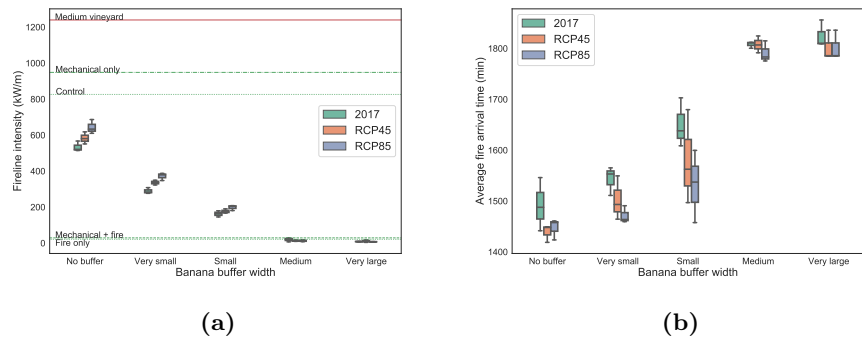 Medium vineyard
Mechanical only
Control
Mechanical + fire
Fire only
1200
1000
800
600
400
200
0
Fireline intensity (kW/m)
2017
RCP45
RCP85
No buffer Very small Small Medium Very large
Banana buffer width
(a)
1800
1700
1600
1500
1400
Average fire arrival time (min)
2017
RCP45
RCP85
No buffer Very small Small Medium Very large
Banana buffer width
(b)